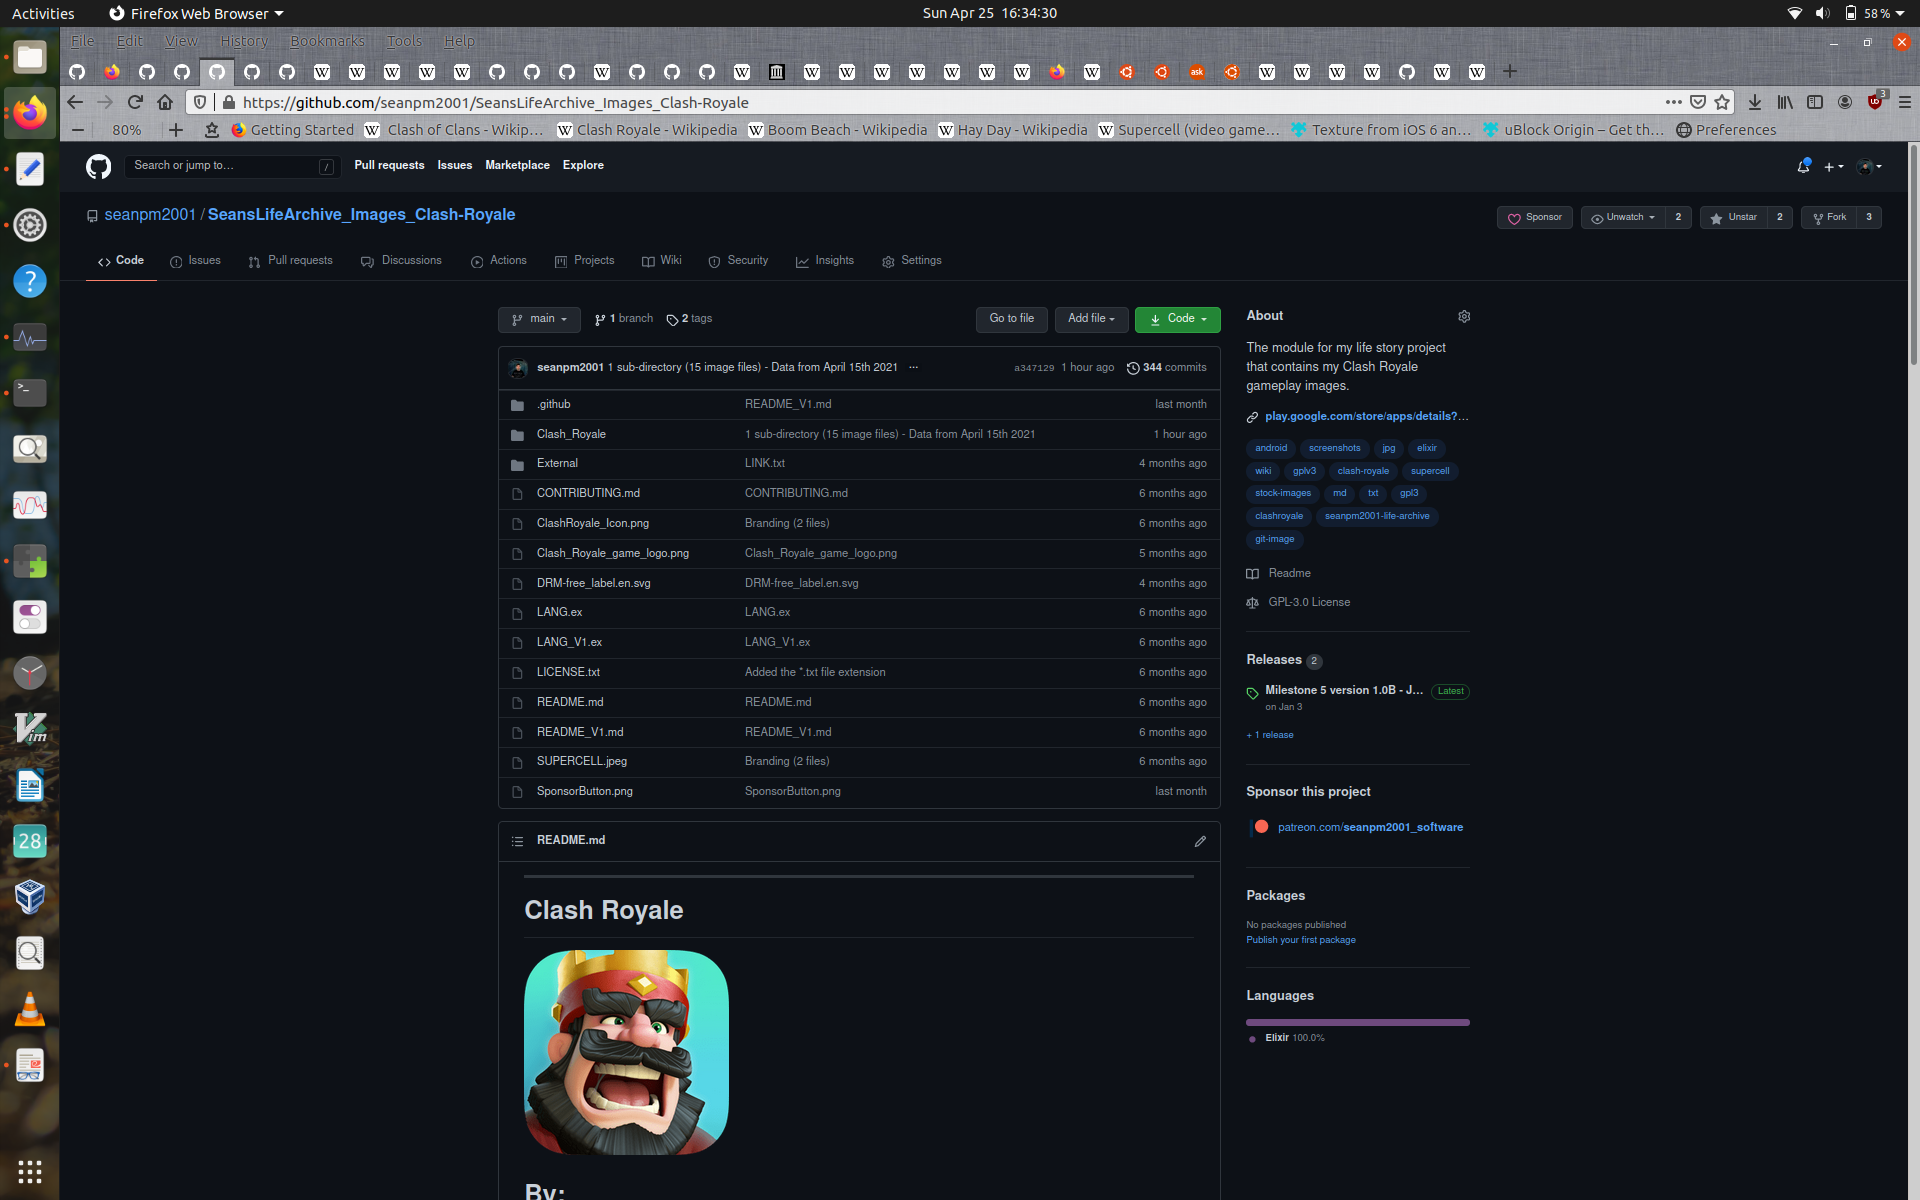 Activities
Firefox Web Browser
Sun Apr 25 16:34:30
58 %
File Edit View History Bookmarks Tools Help
https://github.com/seanpm2001/SeansLifeArchive_Images_Clash-Royale
3
80%
Getting Started
Clash of Clans - Wikip…
Clash Royale - Wikipedia
Boom Beach - Wikipedia
Hay Day - Wikipedia
Supercell (video game…
Texture from iOS 6 an…
uBlock Origin – Get th…
Preferences
Search or jump to… /
Pull requests Issues Marketplace Explore
seanpm2001 / SeansLifeArchive_Images_Clash-Royale
Sponsor
Unwatch 2
Unstar 2
Fork 3
Code Issues Pull requests Discussions Actions Projects Wiki Security Insights Settings
main 1 branch 2 tags
Go to file Add file Code
seanpm2001 1 sub-directory (15 image files) - Data from April 15th 2021 ... a347129 1 hour ago 344 commits
.github README_V1.md last month
Clash_Royale 1 sub-directory (15 image files) - Data from April 15th 2021 1 hour ago
External LINK.txt 4 months ago
CONTRIBUTING.md CONTRIBUTING.md 6 months ago
ClashRoyale_Icon.png Branding (2 files) 6 months ago
Clash_Royale_game_logo.png Clash_Royale_game_logo.png 5 months ago
DRM-free_label.en.svg DRM-free_label.en.svg 4 months ago
LANG.ex LANG.ex 6 months ago
LANG_V1.ex LANG_V1.ex 6 months ago
LICENSE.txt Added the *.txt file extension 6 months ago
README.md README.md 6 months ago
README_V1.md README_V1.md 6 months ago
SUPERCELL.jpeg Branding (2 files) 6 months ago
SponsorButton.png SponsorButton.png last month
README.md
Clash Royale
By:
About
The module for my life story project
that contains my Clash Royale
gameplay images.
play.google.com/store/apps/details?…
android screenshots jpg elixir
wiki gplv3 clash-royale supercell
stock-images md txt gpl3
clashroyale seanpm2001-life-archive
git-image
Readme
GPL-3.0 License
Releases 2
Milestone 5 version 1.0B - J… Latest
on Jan 3
+ 1 release
Sponsor this project
patreon.com/seanpm2001_software
Packages
No packages published
Publish your first package
Languages
Elixir 100.0%
28
Vim
ask